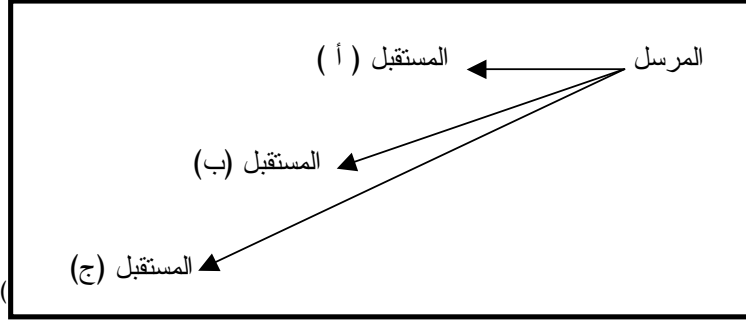 المرسل المستقبل ( أ )
المستقبل (ب)
المستقبل (ج)
(